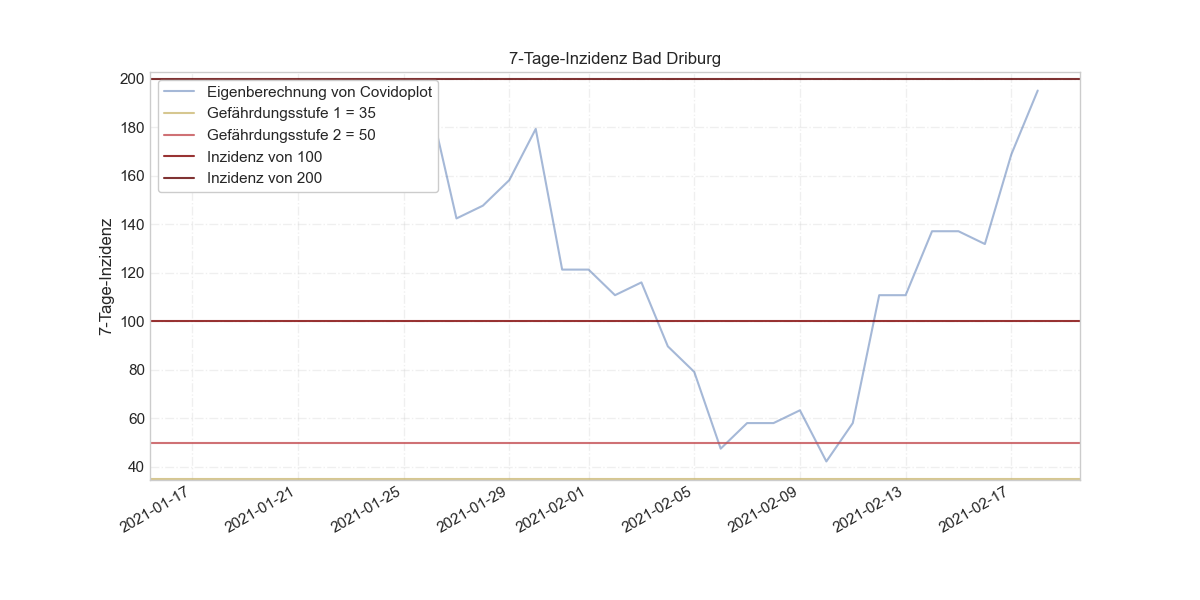 7-Tage-Inzidenz Bad Driburg
200
180
160
140
120
100
80
60
40
7-Tage-Inzidenz
Eigenberechnung von Covidoplot
Gefährdungsstufe 1 = 35
Gefährdungsstufe 2 = 50
Inzidenz von 100
Inzidenz von 200
2021-01-17
2021-01-21
2021-01-25
2021-01-29
2021-02-01
2021-02-05
2021-02-09
2021-02-13
2021-02-17